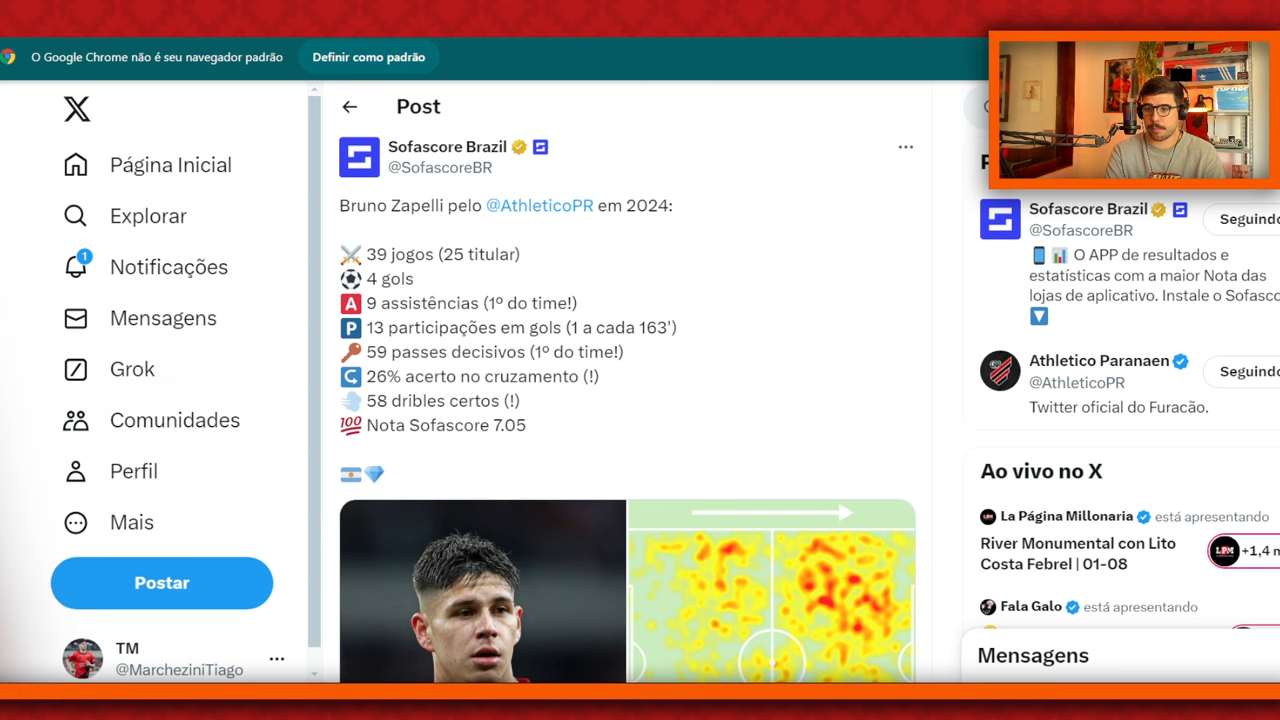 O Google Chrome não é seu navegador padrão
Definir como padrão
Página Inicial
Explorar
1
Notificações
Mensagens
Grok
Comunidades
Perfil
Mais
Postar
TM
@MarcheziniTiago
Post
Sofascore Brazil
@SofascoreBR
Bruno Zapelli pelo @AthleticoPR em 2024:
39 jogos (25 titular)
4 gols
A 9 assistências (1º do time!)
P 13 participações em gols (1 a cada 163')
59 passes decisivos (1º do time!)
26% acerto no cruzamento (!)
58 dribles certos (!)
100 Nota Sofascore 7.05
Sofascore Brazil
@SofascoreBR
Seguindo
O APP de resultados e
estatísticas com a maior Nota das
lojas de aplicativo. Instale o Sofasco
Athletico Paranaen
@AthleticoPR
Seguindo
Twitter oficial do Furacão.
Ao vivo no X
La Página Millonaria está apresentando
River Monumental con Lito
Costa Febrel | 01-08
LPM
+1,4 m
Fala Galo está apresentando
Mensagens